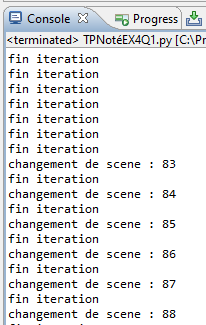 Console Progress
<terminated> TPNotéEX4Q1.py [C:\Pr
fin iteration
fin iteration
fin iteration
fin iteration
fin iteration
fin iteration
fin iteration
changement de scene : 83
fin iteration
changement de scene : 84
fin iteration
changement de scene : 85
fin iteration
changement de scene : 86
fin iteration
changement de scene : 87
fin iteration
changement de scene : 88